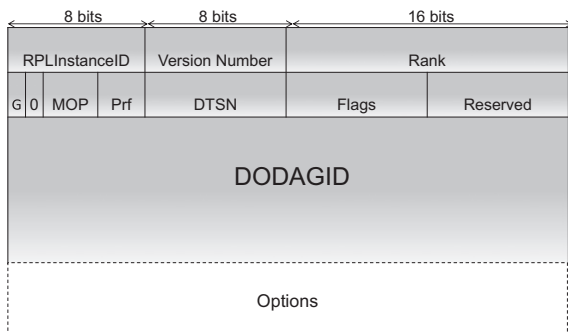 8 bits 8 bits 16 bits
RPLInstanceID Version Number Rank
G 0 MOP Prf DTSN Flags Reserved
DODAGID
Options